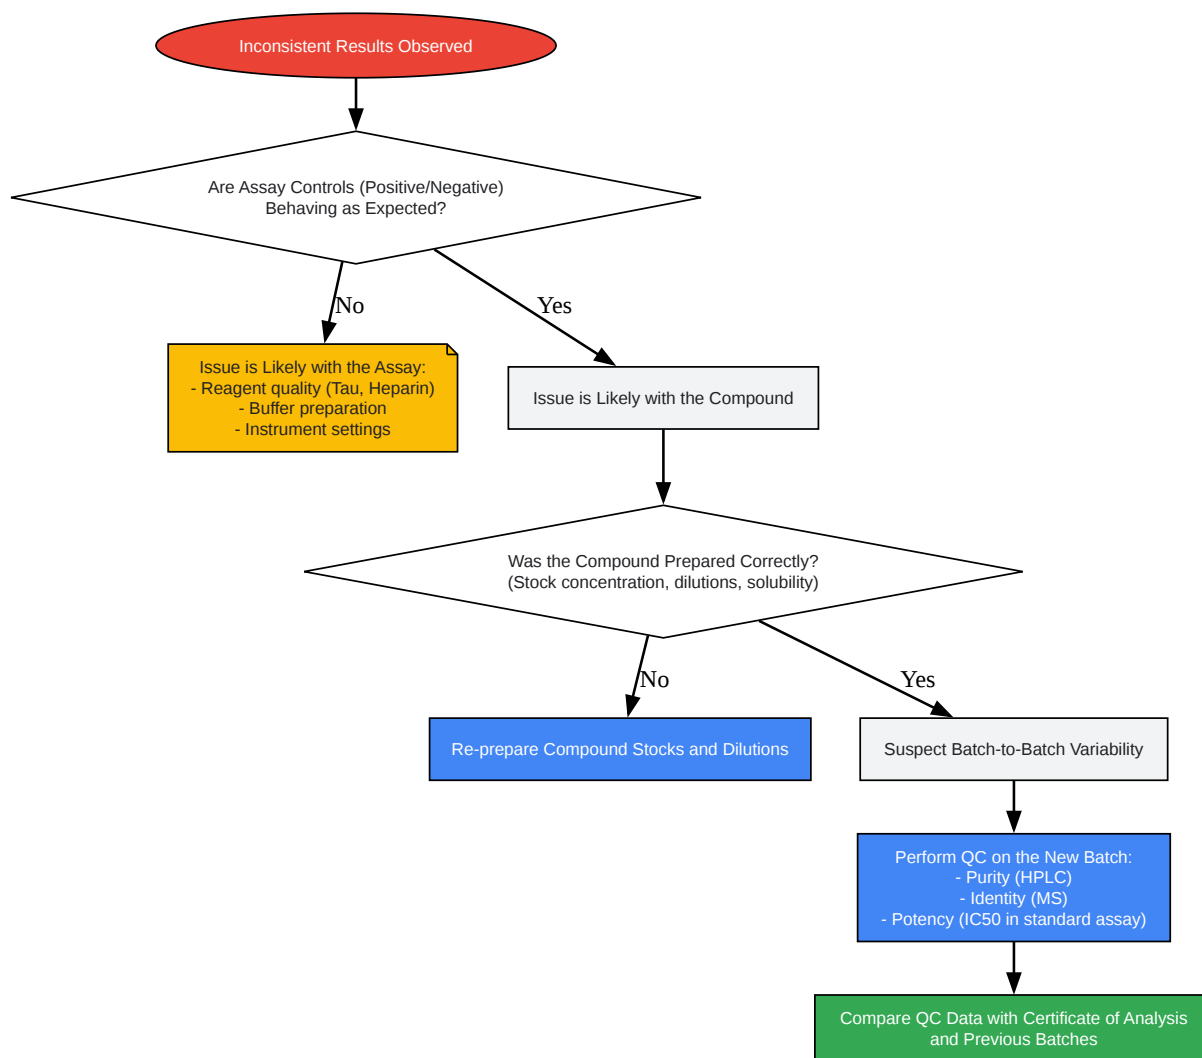 Inconsistent Results Observed
Are Assay Controls (Positive/Negative)
Behaving as Expected?
No
Yes
Issue is Likely with the Assay:
- Reagent quality (Tau, Heparin)
- Buffer preparation
- Instrument settings
Issue is Likely with the Compound
Was the Compound Prepared Correctly?
(Stock concentration, dilutions, solubility)
No
Yes
Re-prepare Compound Stocks and Dilutions
Suspect Batch-to-Batch Variability
Perform QC on the New Batch:
- Purity (HPLC)
- Identity (MS)
- Potency (IC50 in standard assay)
Compare QC Data with Certificate of Analysis
and Previous Batches